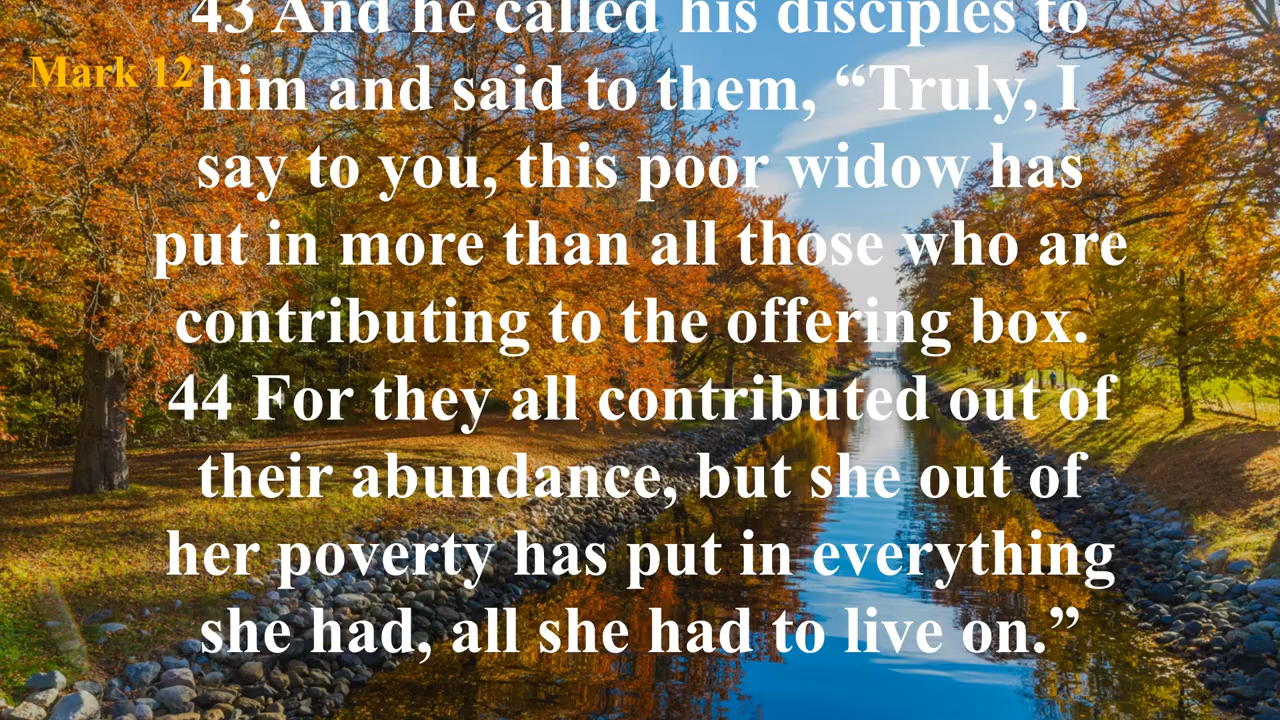 43 And he called his disciples to
Mark 12
him and said to them, “Truly, I
say to you, this poor widow has
put in more than all those who are
contributing to the offering box.
44 For they all contributed out of
their abundance, but she out of
her poverty has put in everything
she had, all she had to live on.”